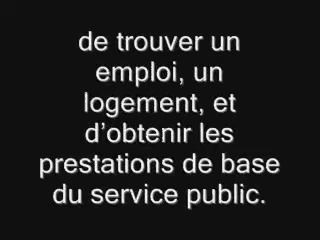 de trouver un
emploi, un
logement, et
d’obtenir les
prestations de base
du service public.